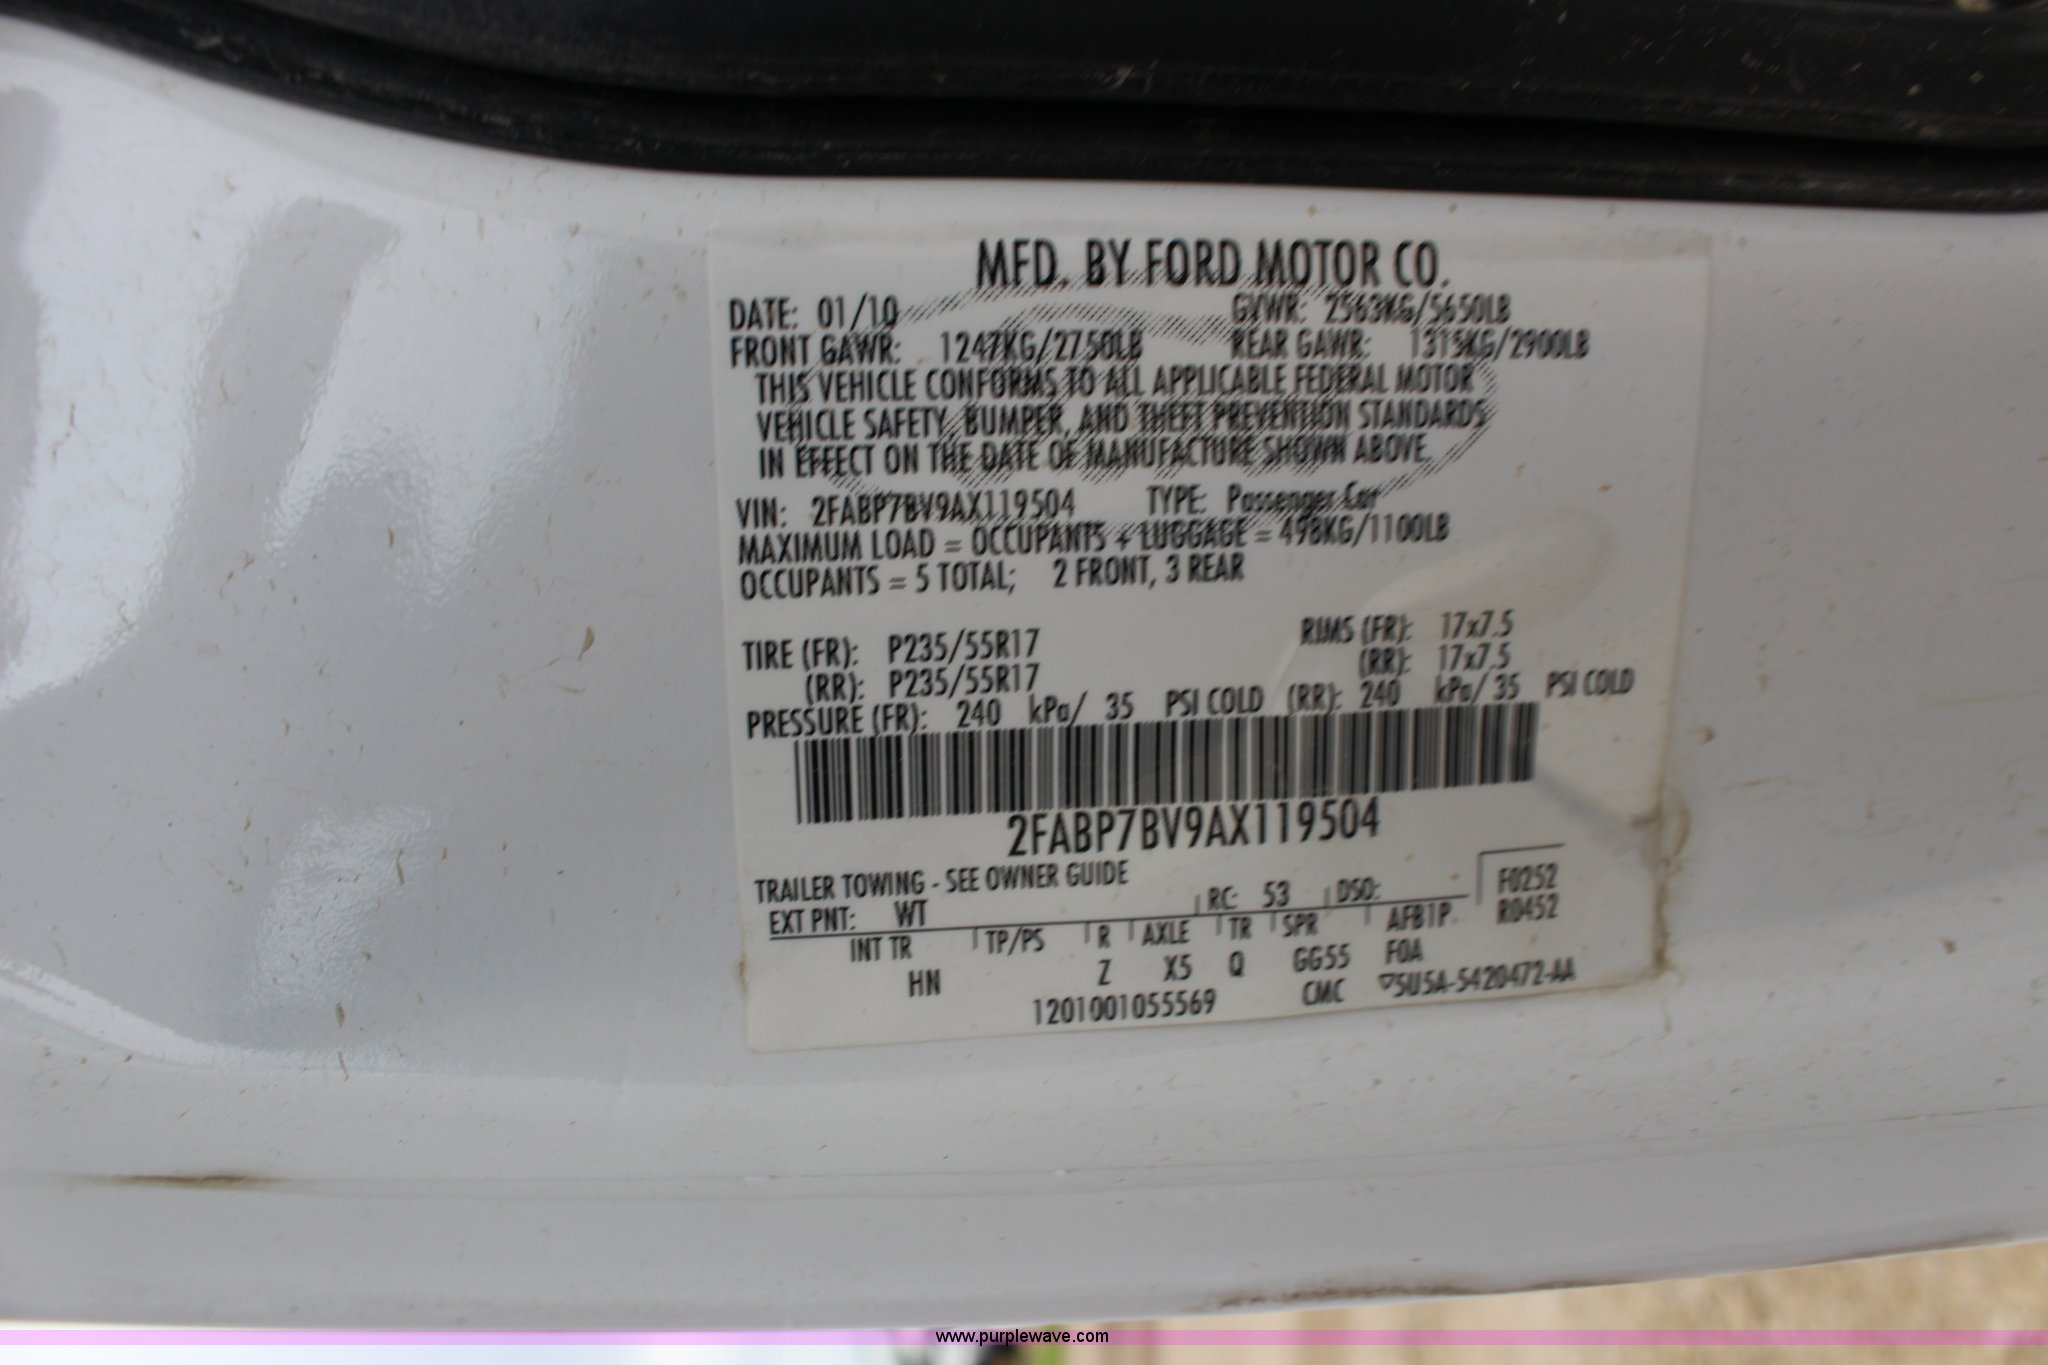 MFD. BY FORD MOTOR CO.
DATE: 01/10 GVWR: 2563KG/5650LB
FRONT GAWR: 1247KG/2750LB REAR GAWR: 1315KG/2900LB
THIS VEHICLE CONFORMS TO ALL APPLICABLE FEDERAL MOTOR
VEHICLE SAFETY, BUMPER, AND THEFT PREVENTION STANDARDS
IN EFFECT ON THE DATE OF MANUFACTURE SHOWN ABOVE.
VIN: 2FABP7BV9AX119504 TYPE: Passenger Car
MAXIMUM LOAD = OCCUPANTS + LUGGAGE = 498KG/1100LB
OCCUPANTS = 5 TOTAL; 2 FRONT, 3 REAR
TIRE (FR): P235/55R17 RIMS (FR): 17x7.5
(RR): P235/55R17 (RR): 17x7.5
PRESSURE (FR): 240 kPa/ 35 PSI COLD (RR): 240 kPa/ 35 PSI COLD
2FABP7BV9AX119504
TRAILER TOWING - SEE OWNER GUIDE
EXT PNT: WT RC: 53 DSO: F0252
INT TR TP/PS R AXLE TR SPR AFB1P R0452
HN Z X5 Q GG55 FOA
1201001055569 CMC ▽5U5A-5420472-AA
www.purplewave.com